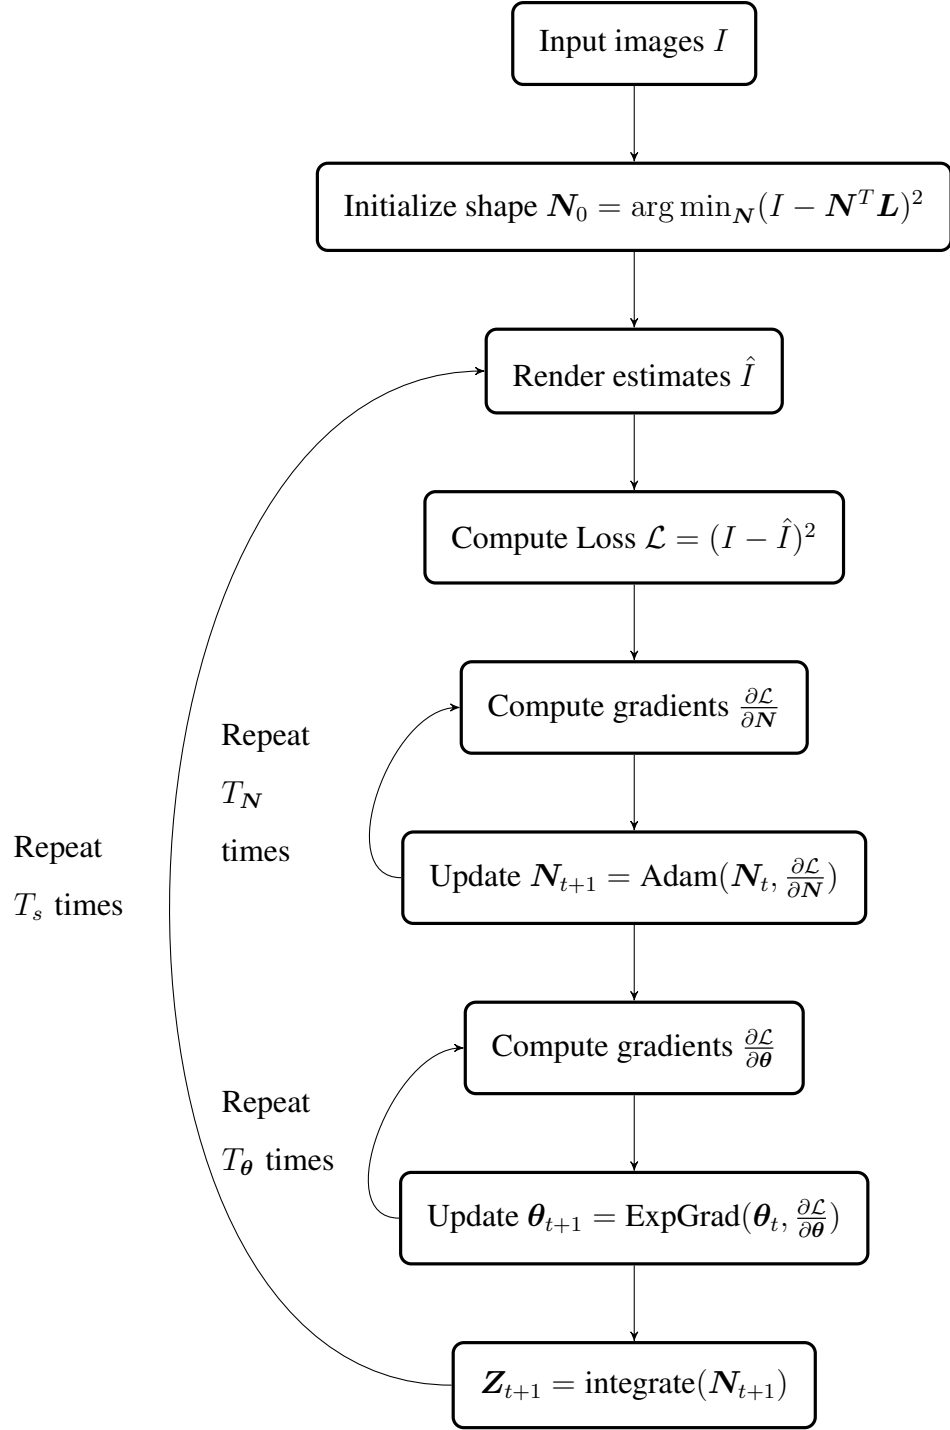 Input images I
Initialize shape N₀ = arg min_N(I − NᵀL)²
Render estimates Î
Compute Loss ℒ = (I − Î)²
Compute gradients ∂ℒ/∂N
Repeat
T_N
times
Update N_{t+1} = Adam(N_t, ∂ℒ/∂N)
Repeat
T_s times
Compute gradients ∂ℒ/∂θ
Repeat
T_θ times
Update θ_{t+1} = ExpGrad(θ_t, ∂ℒ/∂θ)
Z_{t+1} = integrate(N_{t+1})